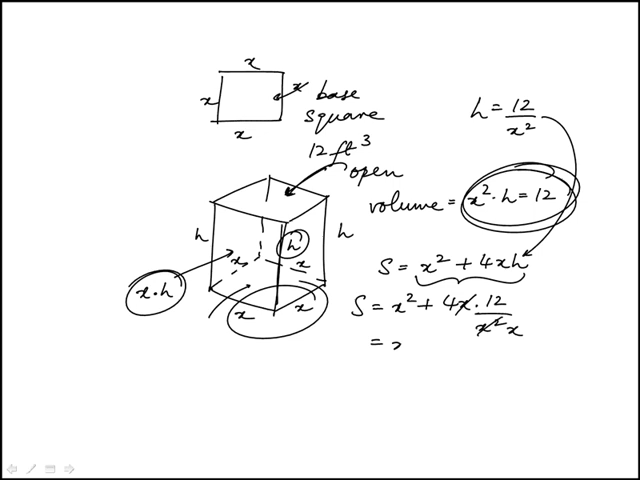 x
x
x
x
base
square
12 ft³
open
h = 12/x²
volume = x² · h = 12
h
h
h
x
x
x · h
x
x
S = x² + 4xh
S = x² + 4x · 12/x² x
=